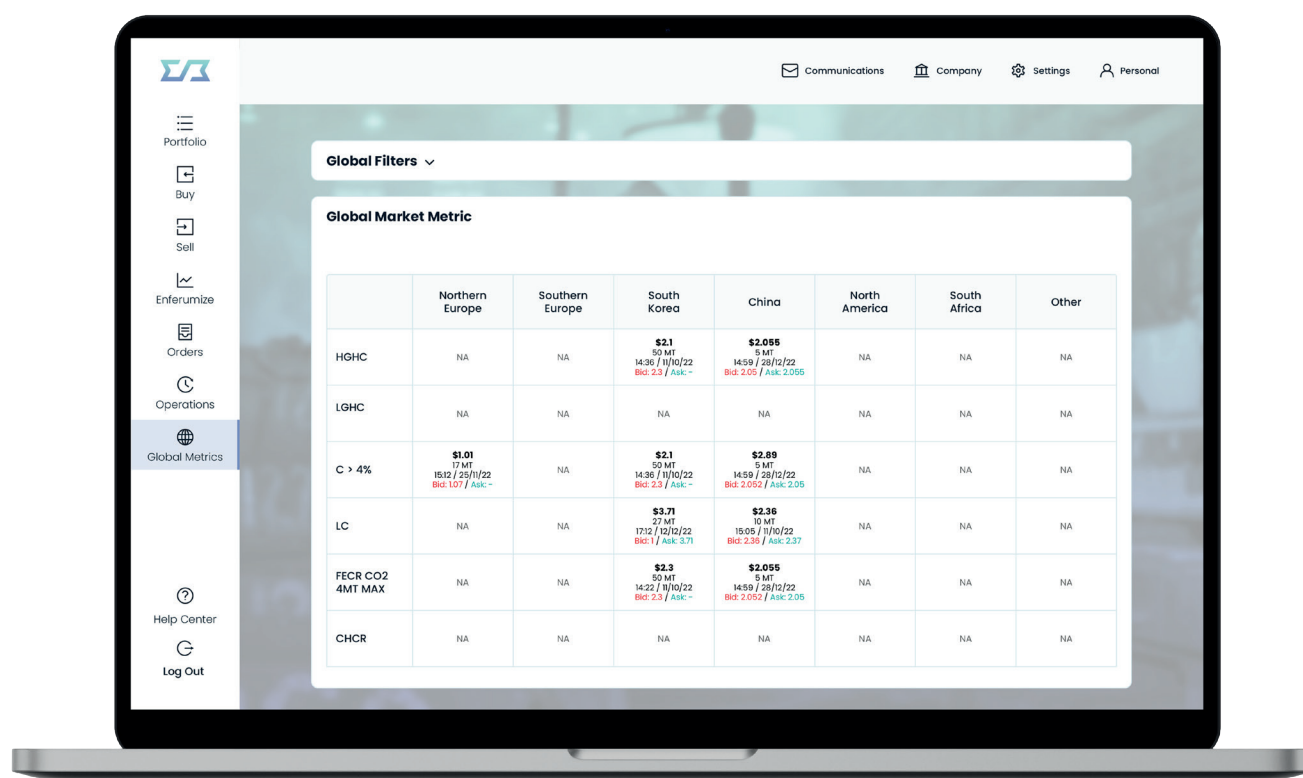 Communications
Company
Settings
Personal
Portfolio
Buy
Sell
Enferumize
Orders
Operations
Global Metrics
Help Center
Log Out
Global Filters
Global Market Metric
Northern
Europe
Southern
Europe
South
Korea
China
North
America
South
Africa
Other
HGHC
NA
NA
$2.1
50 MT
14:36 / 11/10/22
Bid: 2.3 / Ask: -
$2.055
5 MT
14:59 / 28/12/22
Bid: 2.05 / Ask: 2.055
NA
NA
NA
LGHC
NA
NA
NA
NA
NA
NA
NA
C > 4%
$1.01
17 MT
15:12 / 25/11/22
Bid: 1.07 / Ask: -
NA
$2.1
50 MT
14:36 / 11/10/22
Bid: 2.3 / Ask: -
$2.89
5 MT
14:59 / 28/12/22
Bid: 2.052 / Ask: 2.05
NA
NA
NA
LC
NA
NA
$3.71
27 MT
17:12 / 12/12/22
Bid: 1 / Ask: 3.71
$2.36
10 MT
15:05 / 11/10/22
Bid: 2.36 / Ask: 2.37
NA
NA
NA
FECR CO2
4MT MAX
NA
NA
$2.3
50 MT
14:22 / 11/10/22
Bid: 2.3 / Ask: -
$2.055
5 MT
14:59 / 28/12/22
Bid: 2.052 / Ask: 2.05
NA
NA
NA
CHCR
NA
NA
NA
NA
NA
NA
NA